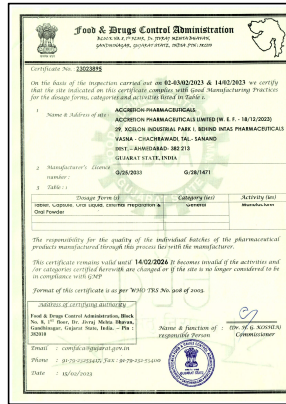 Food & Drugs Control Administration
BLOCK NO. 8, 1ST FLOOR, Dr. JIVRAJ MEHTA BHAVAN,
GANDHINAGAR, GUJARAT STATE, INDIA. PIN: 382010
Certificate No. 23023895
On the basis of the inspection carried out on 02-03/02/2023 & 14/02/2023 we certify
that the site indicated on this certificate complies with Good Manufacturing Practices
for the dosage forms, categories and activities listed in Table 1.
1 ACCRETION PHARMACEUTICALS,
Name & Address of site: ACCRETION PHARMACEUTICALS LIMITED (W. E. F. - 18/12/2023)
29, XCELON INDUSTRIAL PARK 1, BEHIND INTAS PHARMACEUTICALS
VASNA - CHACHRAWADI, TAL.- SANAND
DIST. - AHMEDABAD- 382 213
GUJARAT STATE, INDIA
2 Manufacturer's Licence number : G/25/2033 G/28/1471
3 Table : 1
Dosage Form (s) Category (ies) Activity (ies)
Tablet, Capsule, Oral Liquid, External Preparation & General Manufacture
Oral Powder
The responsibility for the quality of the individual batches of the pharmaceutical
products manufactured through this process lies with the manufacturer.
This certificate remains valid until 14/02/2026 It becomes invalid if the activities and
/or categories certified herewith are changed or if the site is no longer considered to be
in compliance with GMP.
Format of this certificate is as per WHO TRS No. 908 of 2003.
Address of certifying authority
Food & Drugs Control Administration, Block
No. 8, 1st floor, Dr. Jivraj Mehta Bhavan,
Gandhinagar, Gujarat State, India. – Pin :
382010
Name & function of : (Dr. H. G. KOSHIA)
responsible Person Commissioner
Email : comfdca@gujarat.gov.in
Phone : 91-79-23253417, Fax : 91-79-232-53400
Date : 15/02/2023